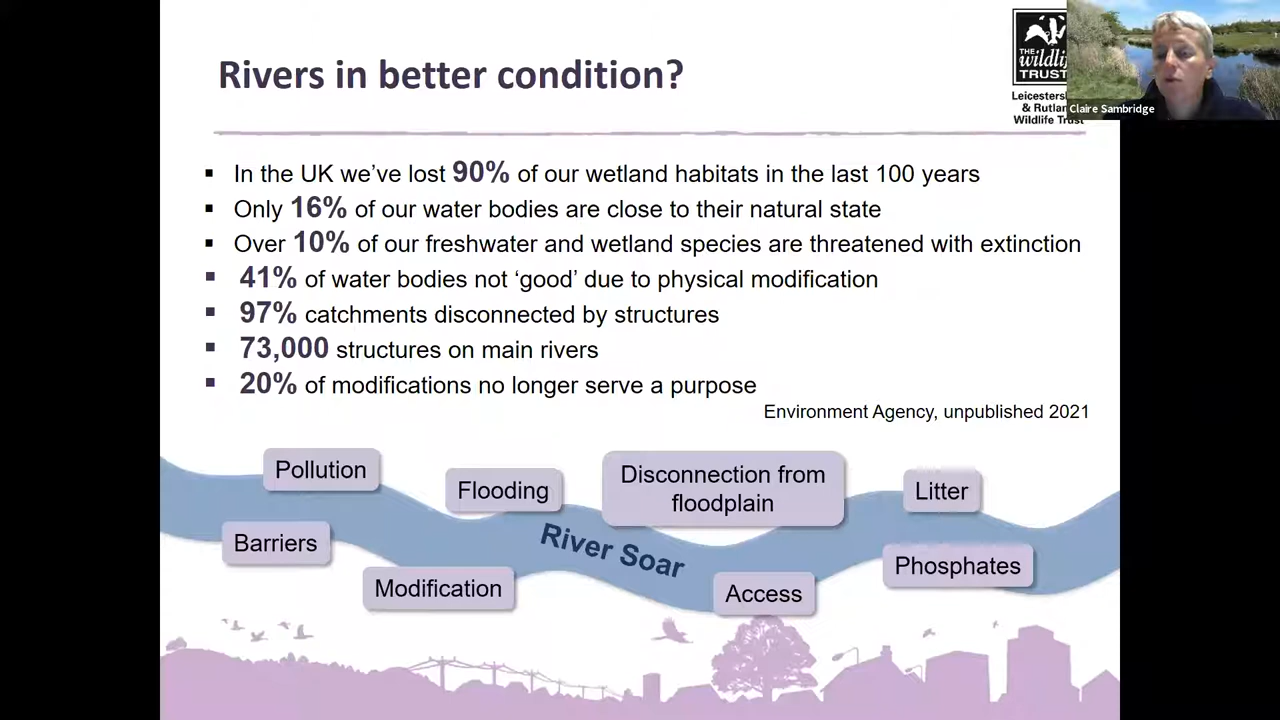 Rivers in better condition?
THE
wildli
TRUST
Leicesters
& Rutlan
Wildlife Trust
Claire Sambridge
▪ In the UK we’ve lost 90% of our wetland habitats in the last 100 years
▪ Only 16% of our water bodies are close to their natural state
▪ Over 10% of our freshwater and wetland species are threatened with extinction
▪ 41% of water bodies not ‘good’ due to physical modification
▪ 97% catchments disconnected by structures
▪ 73,000 structures on main rivers
▪ 20% of modifications no longer serve a purpose
Environment Agency, unpublished 2021
Pollution
Flooding
Disconnection from
floodplain
Litter
Barriers
River Soar
Phosphates
Modification
Access